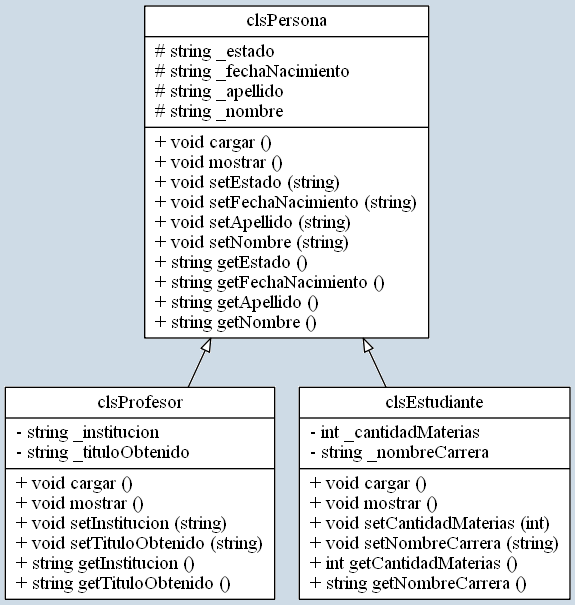 clsPersona
# string _estado
# string _fechaNacimiento
# string _apellido
# string _nombre
+ void cargar ()
+ void mostrar ()
+ void setEstado (string)
+ void setFechaNacimiento (string)
+ void setApellido (string)
+ void setNombre (string)
+ string getEstado ()
+ string getFechaNacimiento ()
+ string getApellido ()
+ string getNombre ()
clsProfesor
- string _institucion
- string _tituloObtenido
+ void cargar ()
+ void mostrar ()
+ void setInstitucion (string)
+ void setTituloObtenido (string)
+ string getInstitucion ()
+ string getTituloObtenido ()
clsEstudiante
- int _cantidadMaterias
- string _nombreCarrera
+ void cargar ()
+ void mostrar ()
+ void setCantidadMaterias (int)
+ void setNombreCarrera (string)
+ int getCantidadMaterias ()
+ string getNombreCarrera ()